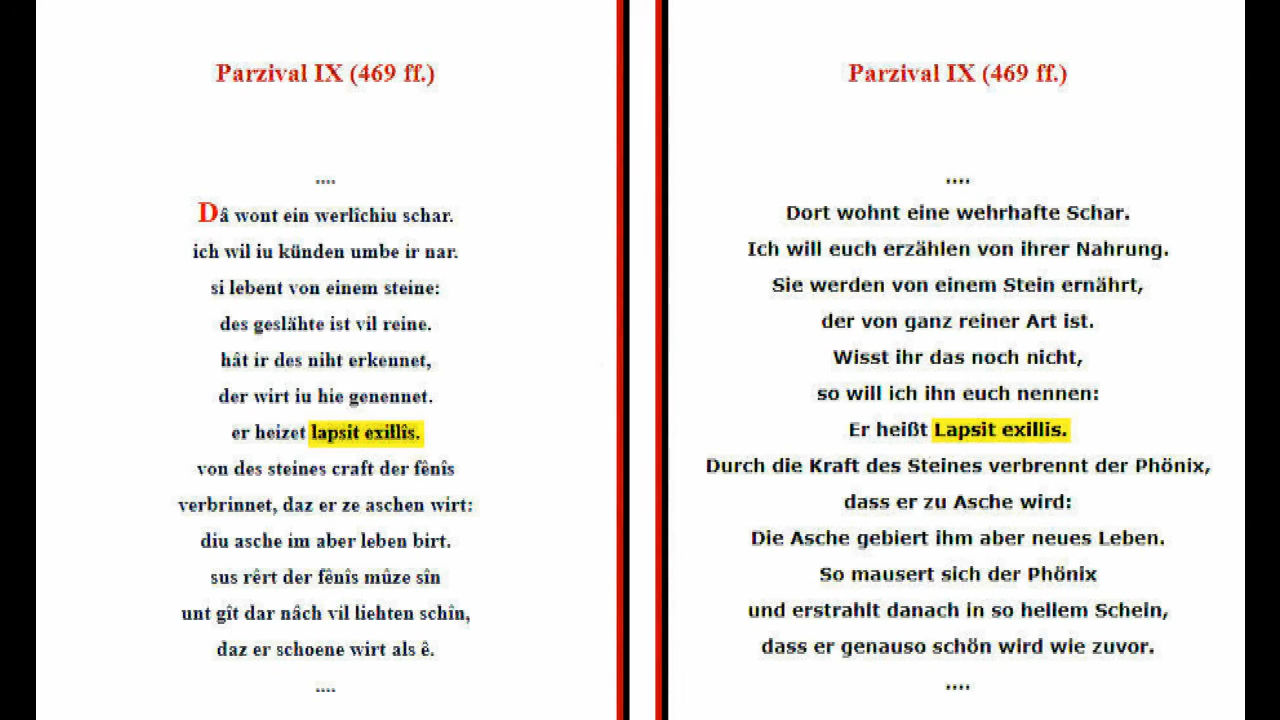 Parzival IX (469 ff.)
....
Dâ wont ein werlîchiu schar.
ich wil iu künden umbe ir nar.
si lebent von einem steine:
des geslähte ist vil reine.
hât ir des niht erkennet,
der wirt iu hie genennet.
er heizet lapsit exillîs.
von des steines craft der fênîs
verbrinnet, daz er ze aschen wirt:
diu asche im aber leben birt.
sus rêrt der fênîs mûze sîn
unt gît dar nâch vil liehten schîn,
daz er schoene wirt als ê.
....
Parzival IX (469 ff.)
....
Dort wohnt eine wehrhafte Schar.
Ich will euch erzählen von ihrer Nahrung.
Sie werden von einem Stein ernährt,
der von ganz reiner Art ist.
Wisst ihr das noch nicht,
so will ich ihn euch nennen:
Er heißt Lapsit exillis.
Durch die Kraft des Steines verbrennt der Phönix,
dass er zu Asche wird:
Die Asche gebiert ihm aber neues Leben.
So mausert sich der Phönix
und erstrahlt danach in so hellem Schein,
dass er genauso schön wird wie zuvor.
....